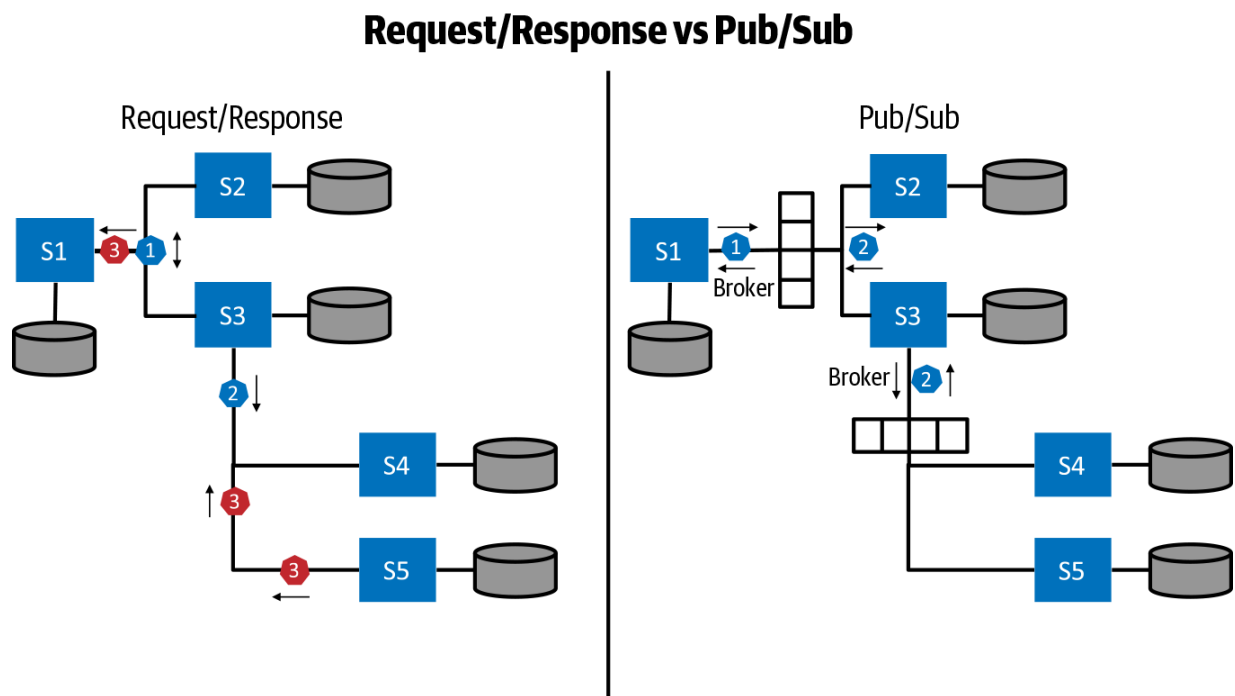 Request/Response vs Pub/Sub
Request/Response
S2
S1
3
1
S3
2
S4
3
3
S5
Pub/Sub
S2
S1
1
2
Broker
S3
Broker
2
S4
S5